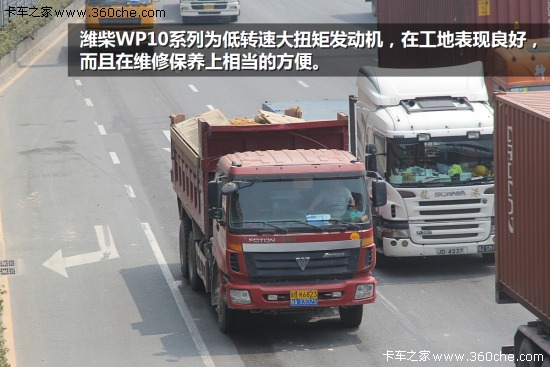 卡车之家
www.360che.com
潍柴WP10系列为低转速大扭矩发动机，在工地表现良好，
而且在维修保养上相当的方便。
SCANIA
FOTON
JD 4237
卡车之家 www.360che.com